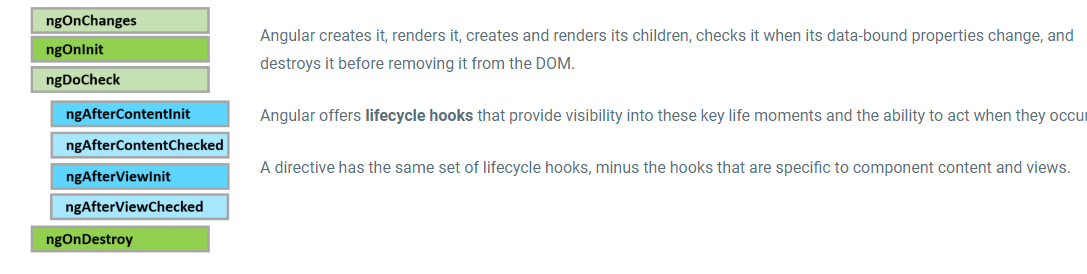 ngOnChanges
ngOnInit
ngDoCheck
ngAfterContentInit
ngAfterContentChecked
ngAfterViewInit
ngAfterViewChecked
ngOnDestroy
Angular creates it, renders it, creates and renders its children, checks it when its data-bound properties change, and
destroys it before removing it from the DOM.
Angular offers lifecycle hooks that provide visibility into these key life moments and the ability to act when they occur
A directive has the same set of lifecycle hooks, minus the hooks that are specific to component content and views.